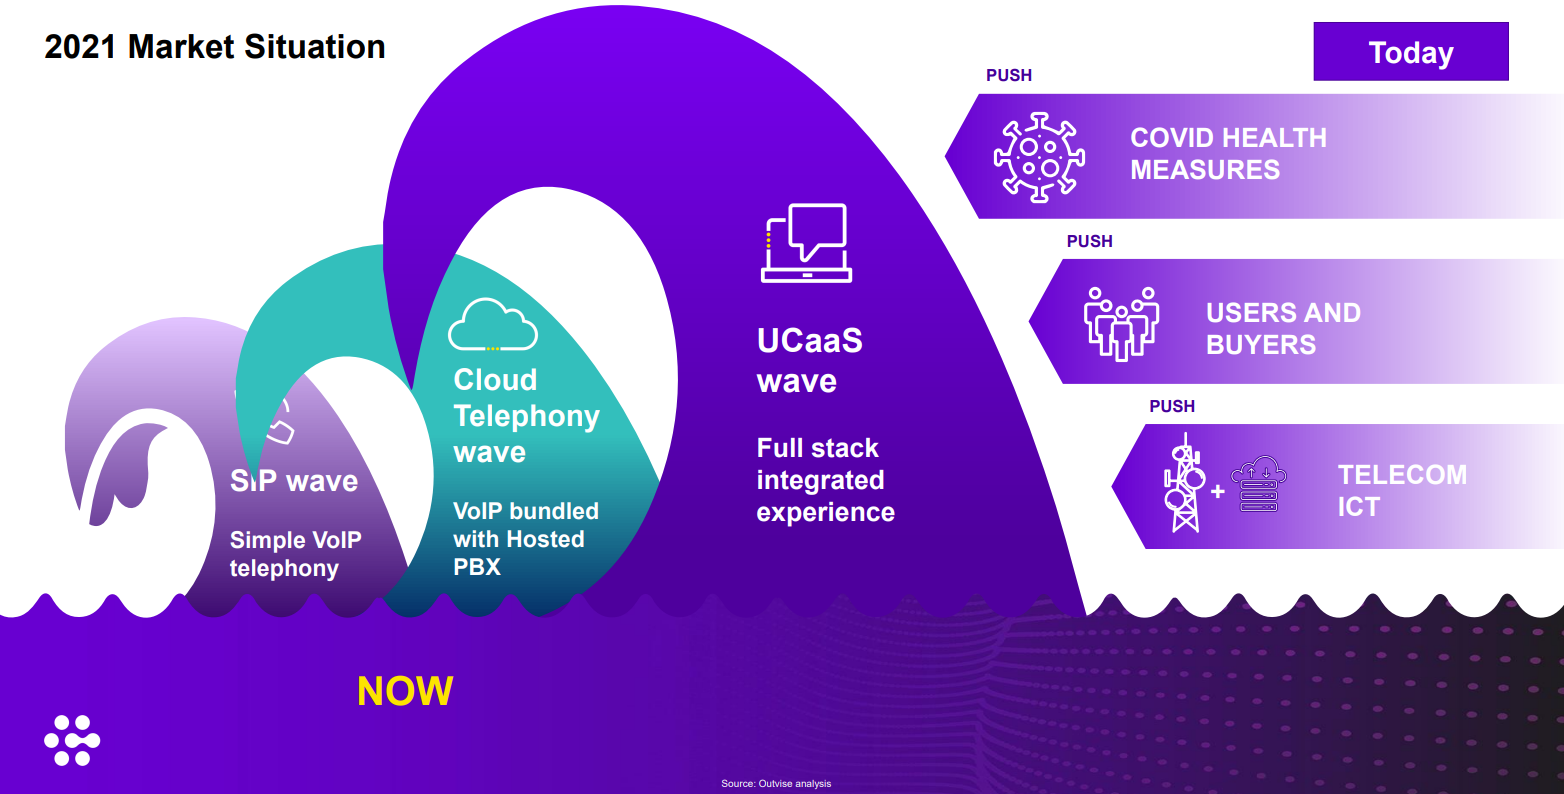 2021 Market Situation
Today
PUSH
COVID HEALTH
MEASURES
PUSH
USERS AND
BUYERS
PUSH
TELECOM
ICT
+
UCaaS
wave
Full stack
integrated
experience
Cloud
Telephony
wave
VoIP bundled
with Hosted
PBX
SIP wave
Simple VoIP
telephony
NOW
Source: Outvise analysis